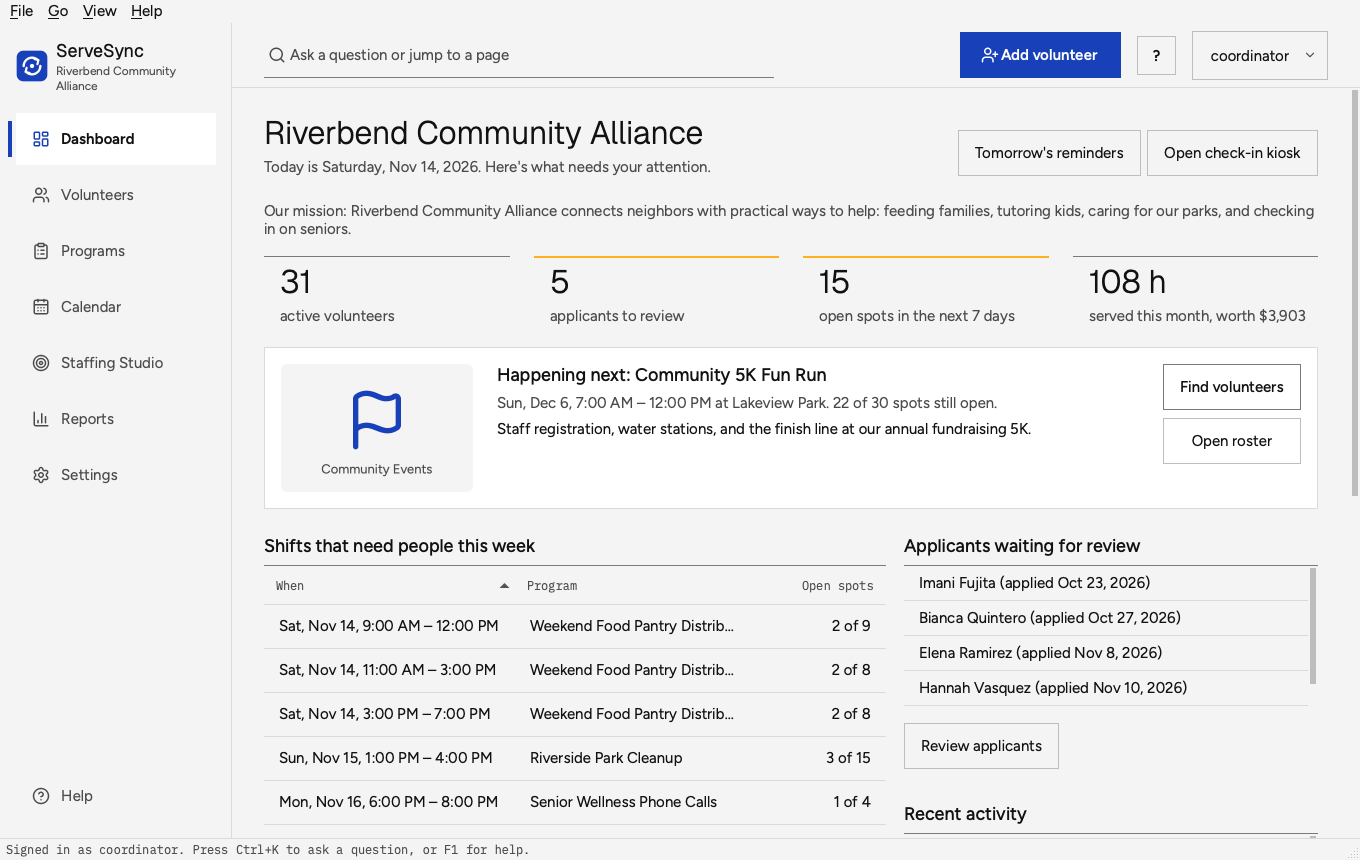 File Go View Help
ServeSync
Riverbend Community
Alliance
Ask a question or jump to a page
Add volunteer
?
coordinator
Dashboard
Volunteers
Programs
Calendar
Staffing Studio
Reports
Settings
Help
Riverbend Community Alliance
Today is Saturday, Nov 14, 2026. Here's what needs your attention.
Tomorrow's reminders
Open check-in kiosk
Our mission: Riverbend Community Alliance connects neighbors with practical ways to help: feeding families, tutoring kids, caring for our parks, and checking
in on seniors.
31
active volunteers
5
applicants to review
15
open spots in the next 7 days
108 h
served this month, worth $3,903
Community Events
Happening next: Community 5K Fun Run
Sun, Dec 6, 7:00 AM – 12:00 PM at Lakeview Park. 22 of 30 spots still open.
Staff registration, water stations, and the finish line at our annual fundraising 5K.
Find volunteers
Open roster
Shifts that need people this week
When Program Open spots
Sat, Nov 14, 9:00 AM – 12:00 PM Weekend Food Pantry Distrib... 2 of 9
Sat, Nov 14, 11:00 AM – 3:00 PM Weekend Food Pantry Distrib... 2 of 8
Sat, Nov 14, 3:00 PM – 7:00 PM Weekend Food Pantry Distrib... 2 of 8
Sun, Nov 15, 1:00 PM – 4:00 PM Riverside Park Cleanup 3 of 15
Mon, Nov 16, 6:00 PM – 8:00 PM Senior Wellness Phone Calls 1 of 4
Applicants waiting for review
Imani Fujita (applied Oct 23, 2026)
Bianca Quintero (applied Oct 27, 2026)
Elena Ramirez (applied Nov 8, 2026)
Hannah Vasquez (applied Nov 10, 2026)
Review applicants
Recent activity
Signed in as coordinator. Press Ctrl+K to ask a question, or F1 for help.